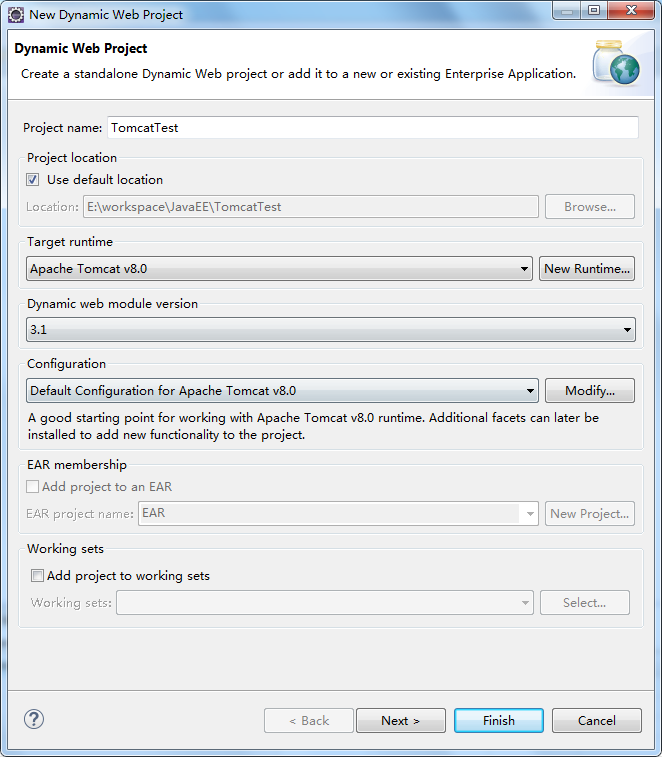 New Dynamic Web Project
Dynamic Web Project
Create a standalone Dynamic Web project or add it to a new or existing Enterprise Application.
Project name: TomcatTest
Project location
Use default location
Location: E:\workspace\JavaEE\TomcatTest Browse...
Target runtime
Apache Tomcat v8.0 New Runtime...
Dynamic web module version
3.1
Configuration
Default Configuration for Apache Tomcat v8.0 Modify...
A good starting point for working with Apache Tomcat v8.0 runtime. Additional facets can later be
installed to add new functionality to the project.
EAR membership
Add project to an EAR
EAR project name: EAR New Project...
Working sets
Add project to working sets
Working sets: Select...
? < Back Next > Finish Cancel